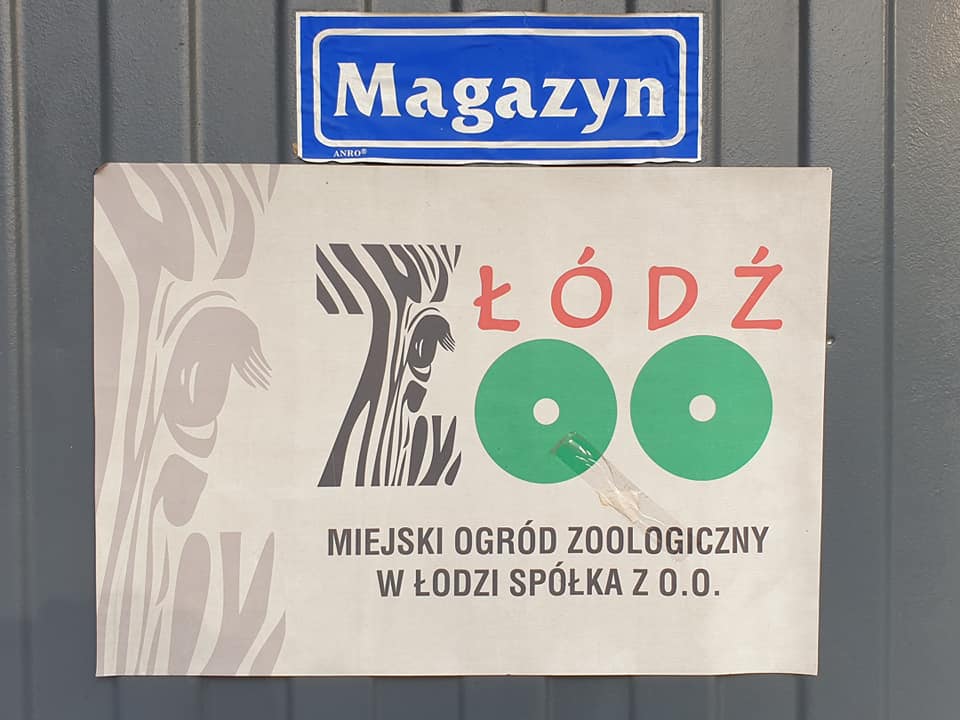 Magazyn
ANRO®
ŁÓDŹ
ZOO
MIEJSKI OGRÓD ZOOLOGICZNY
W ŁODZI SPÓŁKA Z O.O.